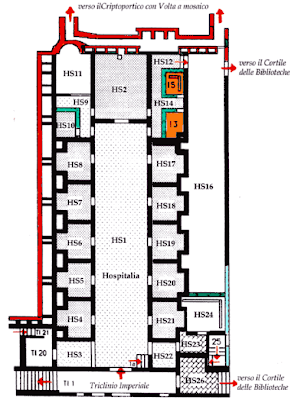 verso ilCriptoportico con Volta a mosaico
HS11
HS12
verso il Cortile
delle Biblioteche
HS2
15
HS9
HS14
HS10
13
HS8
HS17
HS16
HS7
HS18
HS1
HS6
HS19
Hospitalia
HS5
HS20
HS4
HS21
HS24
TI 21
HS23
25
TI 20
HS3
HS22
TI 1
Triclinio Imperiale
HS26
verso il Cortile
delle Biblioteche